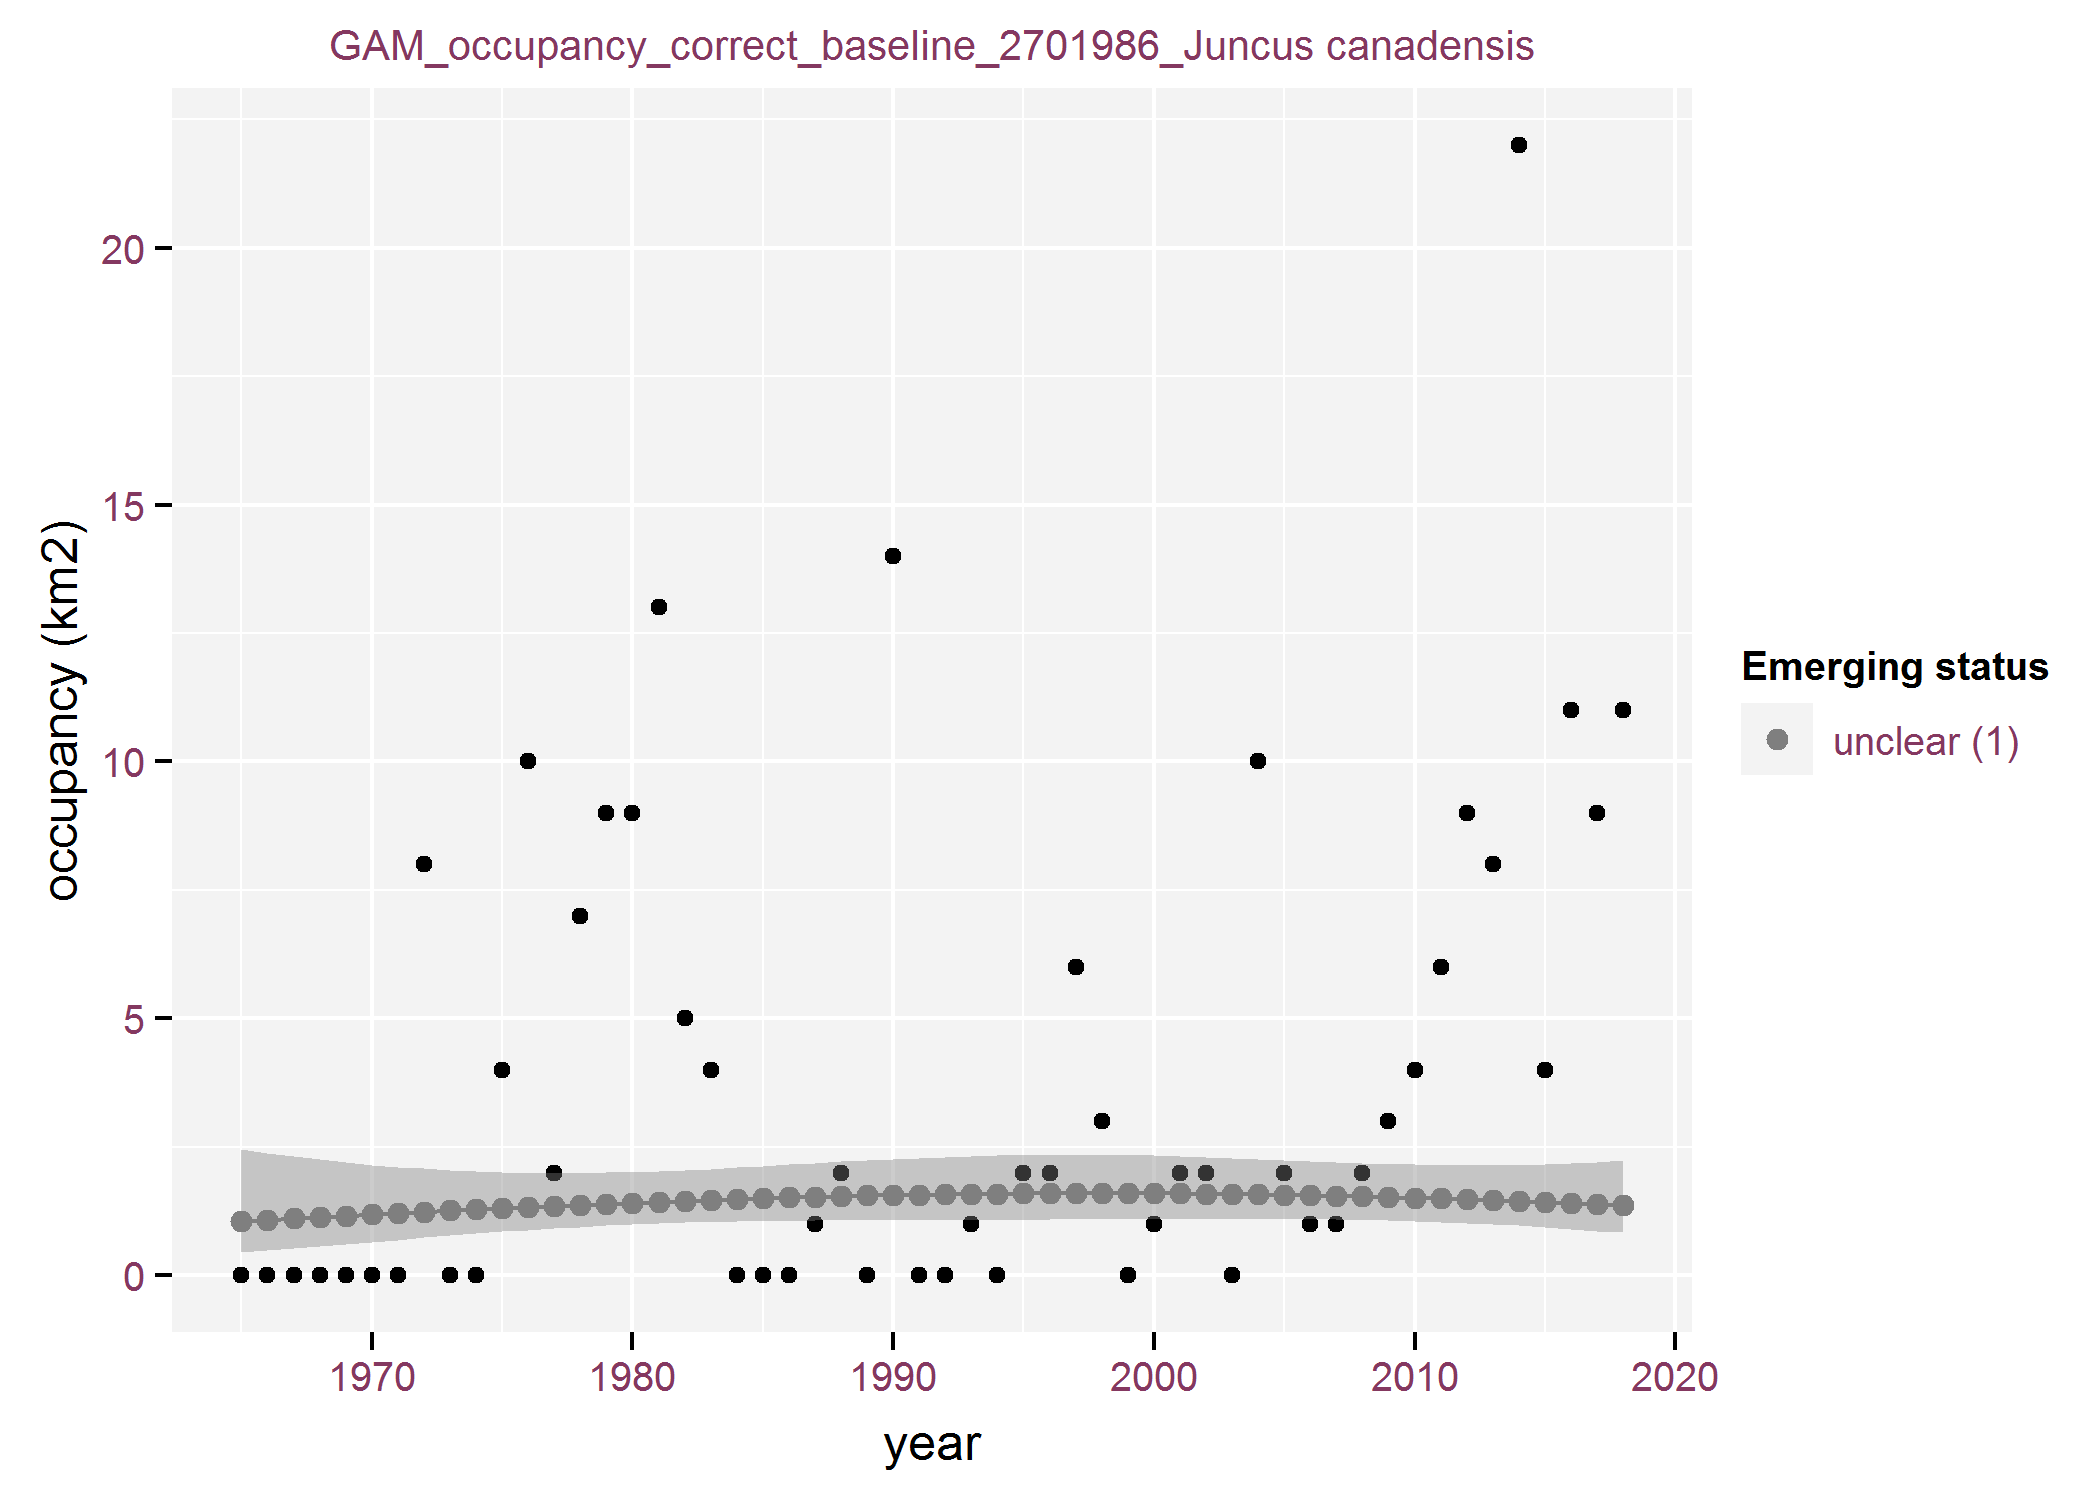 GAM_occupancy_correct_baseline_2701986_Juncus canadensis
20
15
10
5
0
occupancy (km2)
1970 1980 1990 2000 2010 2020
year
Emerging status
unclear (1)